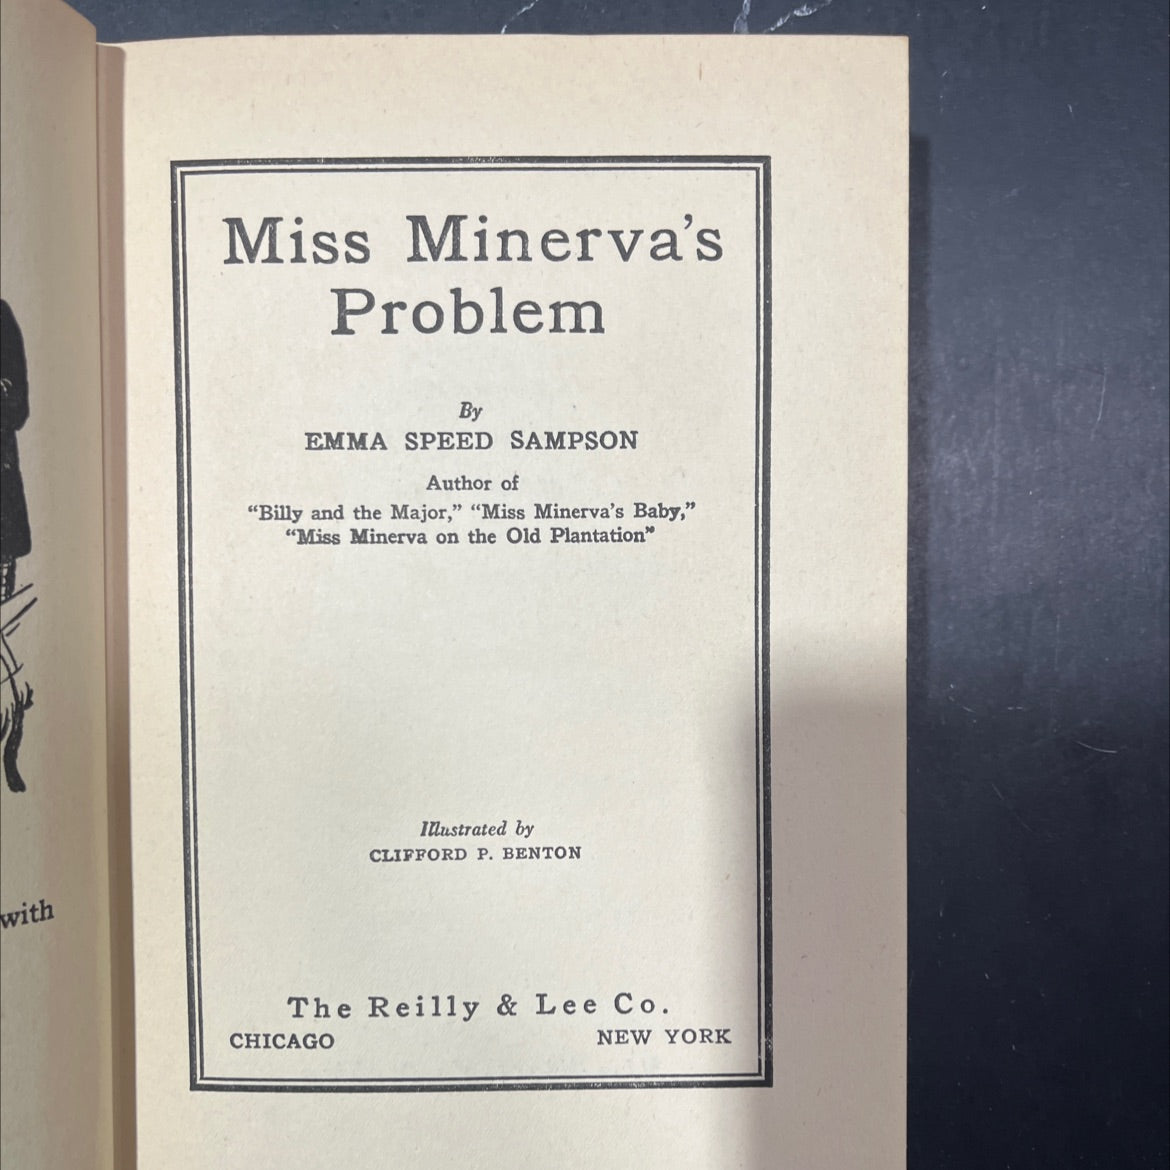 Miss Minerva's
Problem
By
EMMA SPEED SAMPSON
Author of
“Billy and the Major,” “Miss Minerva's Baby,”
“Miss Minerva on the Old Plantation”
Illustrated by
CLIFFORD P. BENTON
The Reilly & Lee Co.
CHICAGO NEW YORK
with